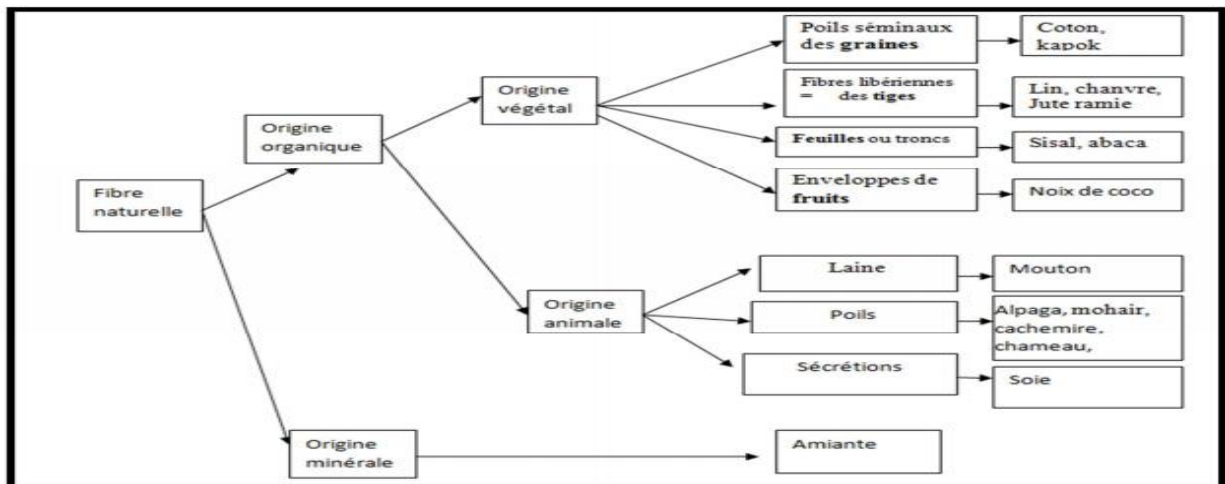 Poils séminaux
des graines
Coton,
kapok
Origine
végétal
Fibres libériennes
= des tiges
Lin, chanvre,
Jute ramie
Origine
organique
Feuilles ou troncs
Sisal, abaca
Fibre
naturelle
Enveloppes de
fruits
Noix de coco
Laine
Mouton
Origine
animale
Poils
Alpaga, mohair,
cachemire,
chameau,
Sécrétions
Soie
Origine
minérale
Amiante